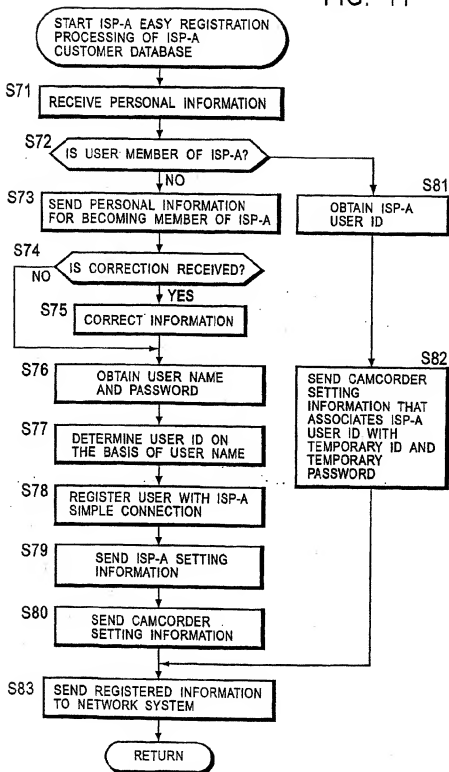 FIG. 11
START ISP-A EASY REGISTRATION
PROCESSING OF ISP-A
CUSTOMER DATABASE
S71
RECEIVE PERSONAL INFORMATION
S72
IS USER MEMBER OF ISP-A?
NO
S73
SEND PERSONAL INFORMATION
FOR BECOMING MEMBER OF ISP-A
S74
IS CORRECTION RECEIVED?
NO
YES
S75
CORRECT INFORMATION
S76
OBTAIN USER NAME
AND PASSWORD
S77
DETERMINE USER ID ON
THE BASIS OF USER NAME
S78
REGISTER USER WITH ISP-A
SIMPLE CONNECTION
S79
SEND ISP-A SETTING
INFORMATION
S80
SEND CAMCORDER
SETTING INFORMATION
S81
OBTAIN ISP-A
USER ID
S82
SEND CAMCORDER
SETTING
INFORMATION THAT
ASSOCIATES ISP-A
USER ID WITH
TEMPORARY ID AND
TEMPORARY
PASSWORD
S83
SEND REGISTERED INFORMATION
TO NETWORK SYSTEM
RETURN